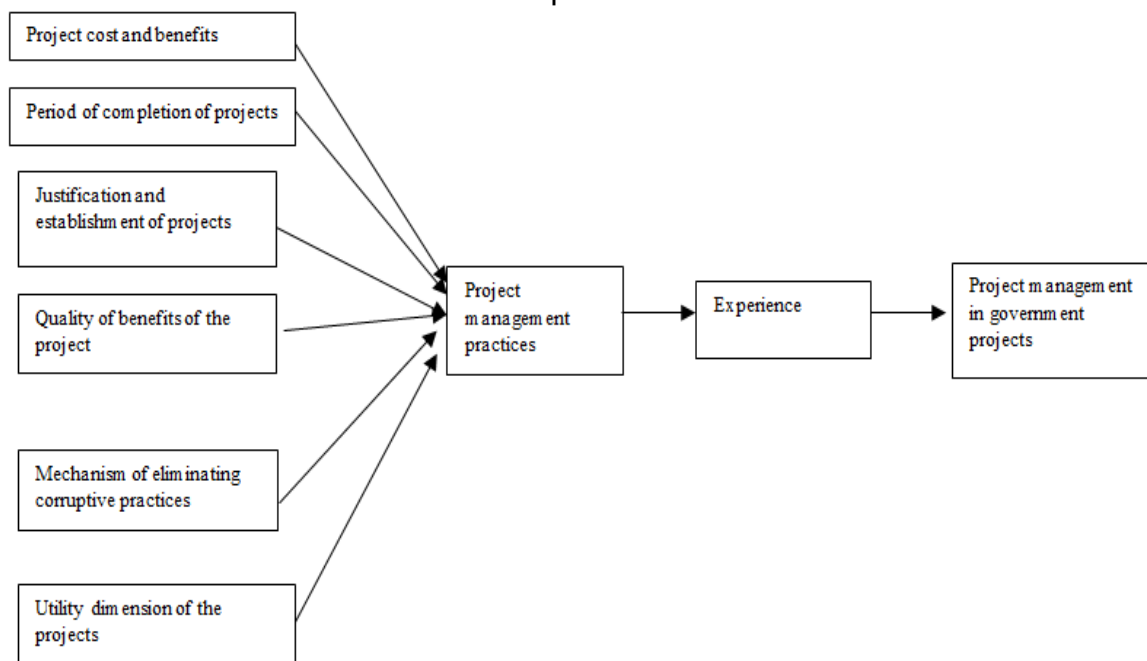 Project cost and benefits
Period of completion of projects
Justification and
establishment of projects
Quality of benefits of the
project
Mechanism of eliminating
corruptive practices
Utility dimension of the
projects
Project
management
practices
Experience
Project management
in government
projects